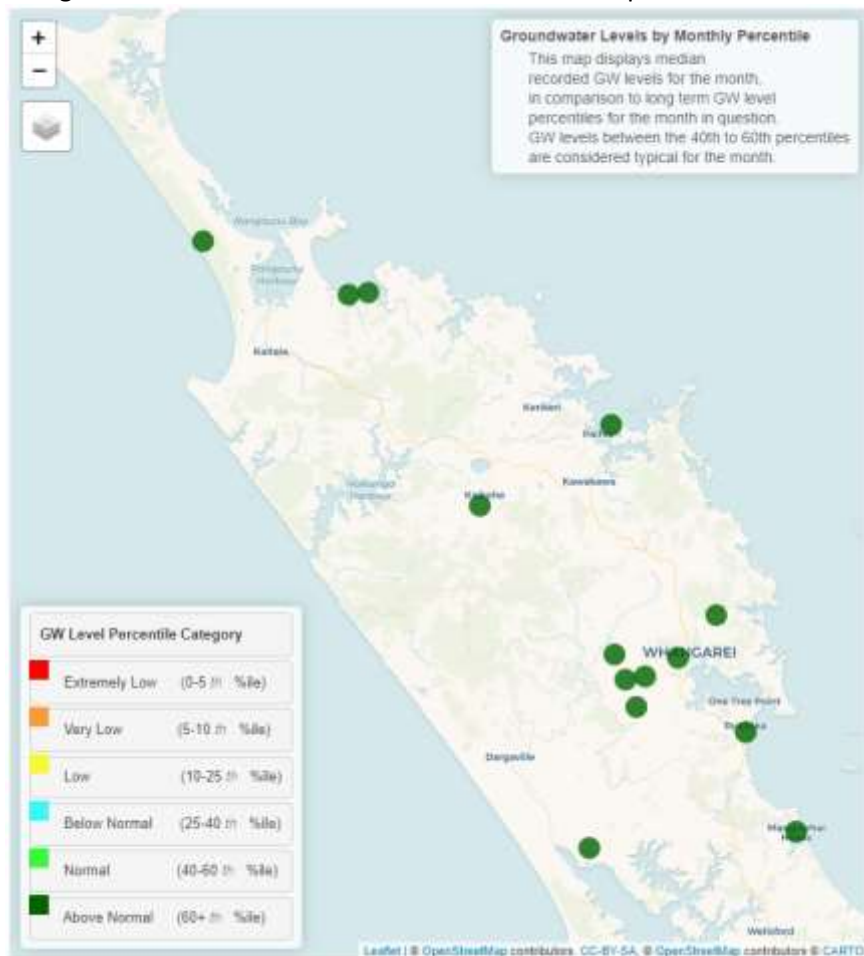 +
−
Groundwater Levels by Monthly Percentile
This map displays median
recorded GW levels for the month,
in comparison to long term GW level
percentiles for the month in question.
GW levels between the 40th to 60th percentiles
are considered typical for the month.
Kaitaia
Kerikeri
Kawakawa
WHANGAREI
One Tree Point
Dargaville
Wellsford
GW Level Percentile Category
Extremely Low (0-5 th %ile)
Very Low (5-10 th %ile)
Low (10-25 th %ile)
Below Normal (25-40 th %ile)
Normal (40-60 th %ile)
Above Normal (60+ th %ile)
Leaflet | © OpenStreetMap contributors, CC-BY-SA, © OpenStreetMap contributors © CARTO